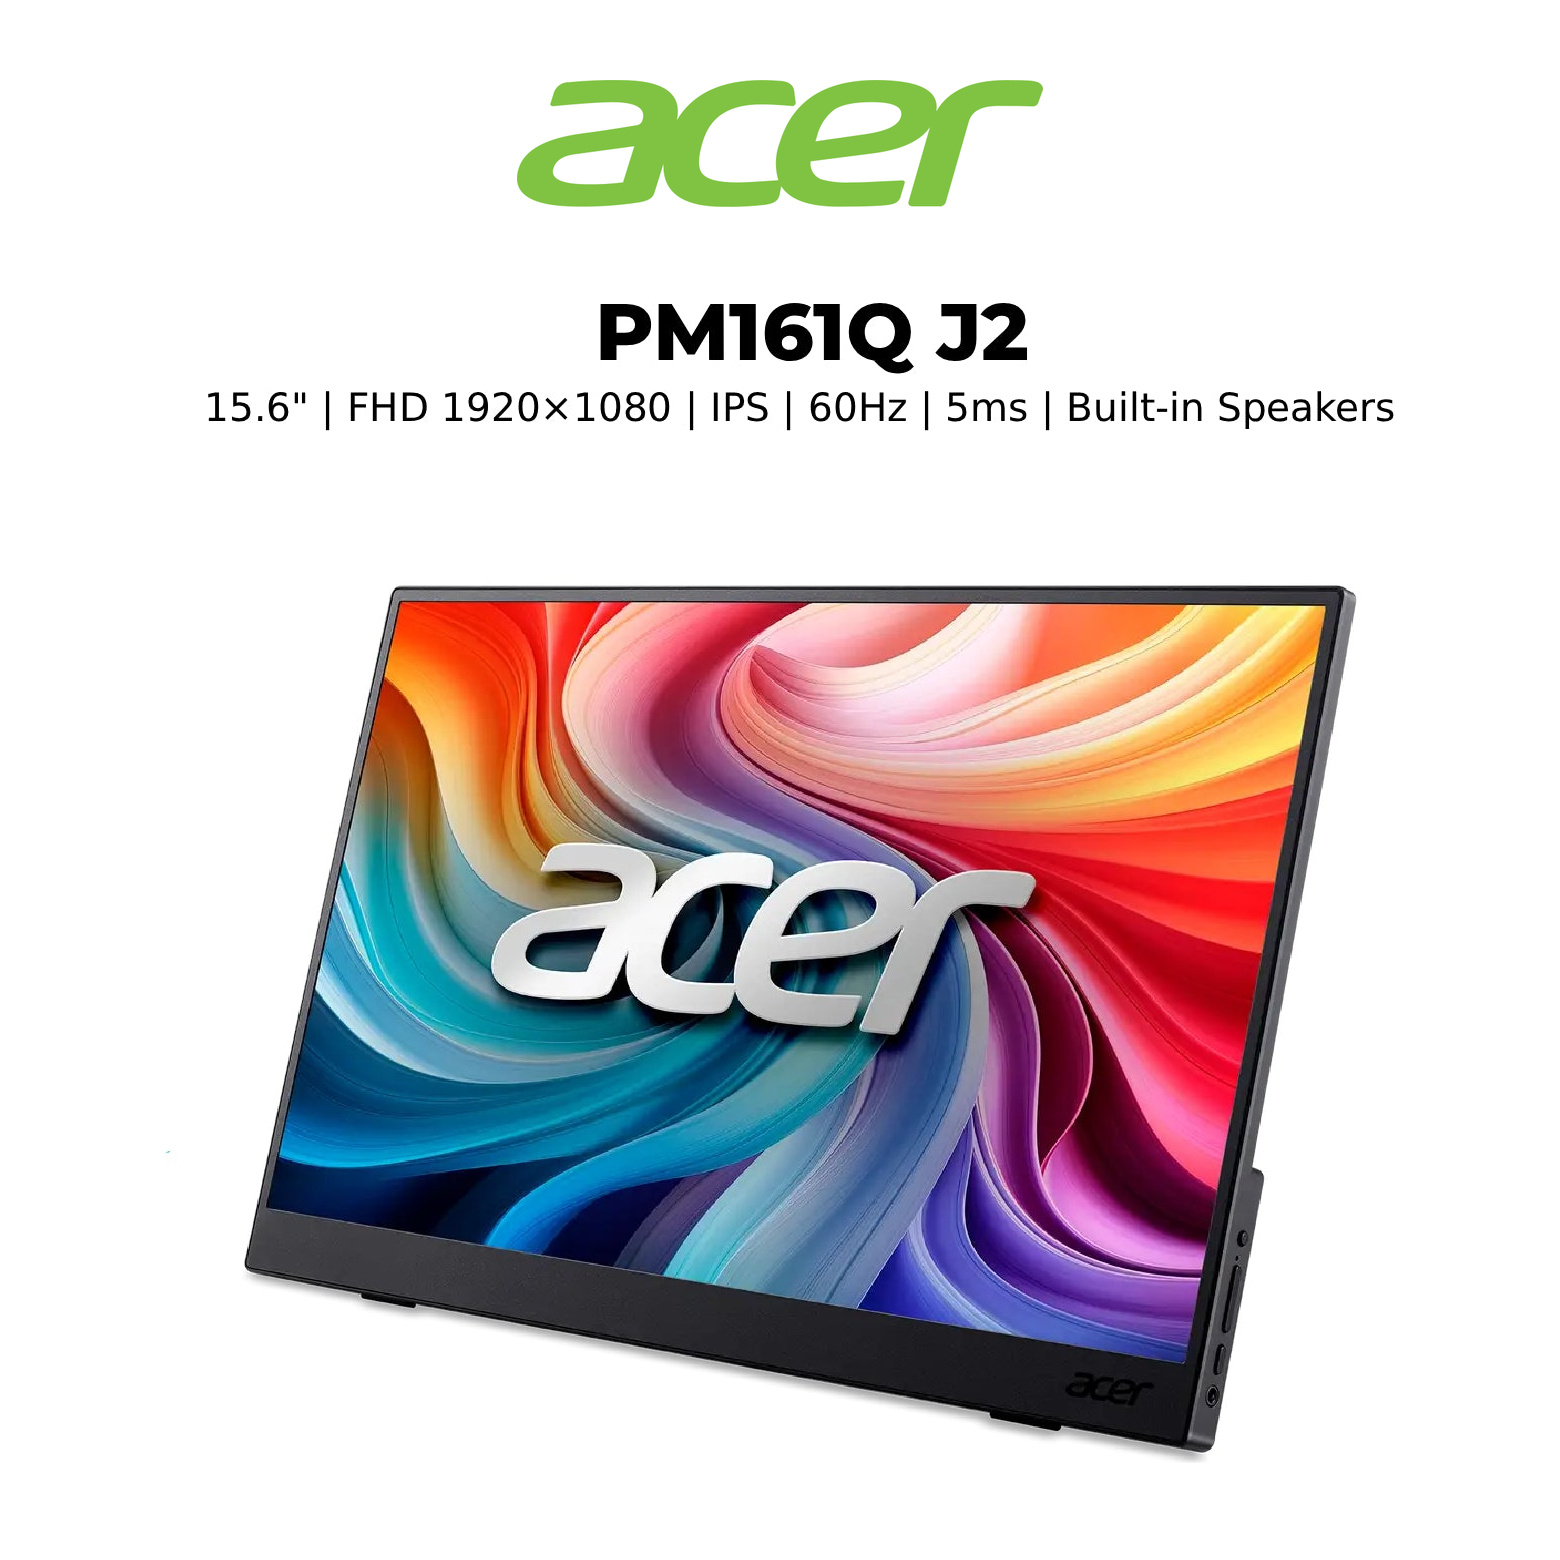 acer
PM161Q J2
15.6" | FHD 1920×1080 | IPS | 60Hz | 5ms | Built-in Speakers
acer
acer